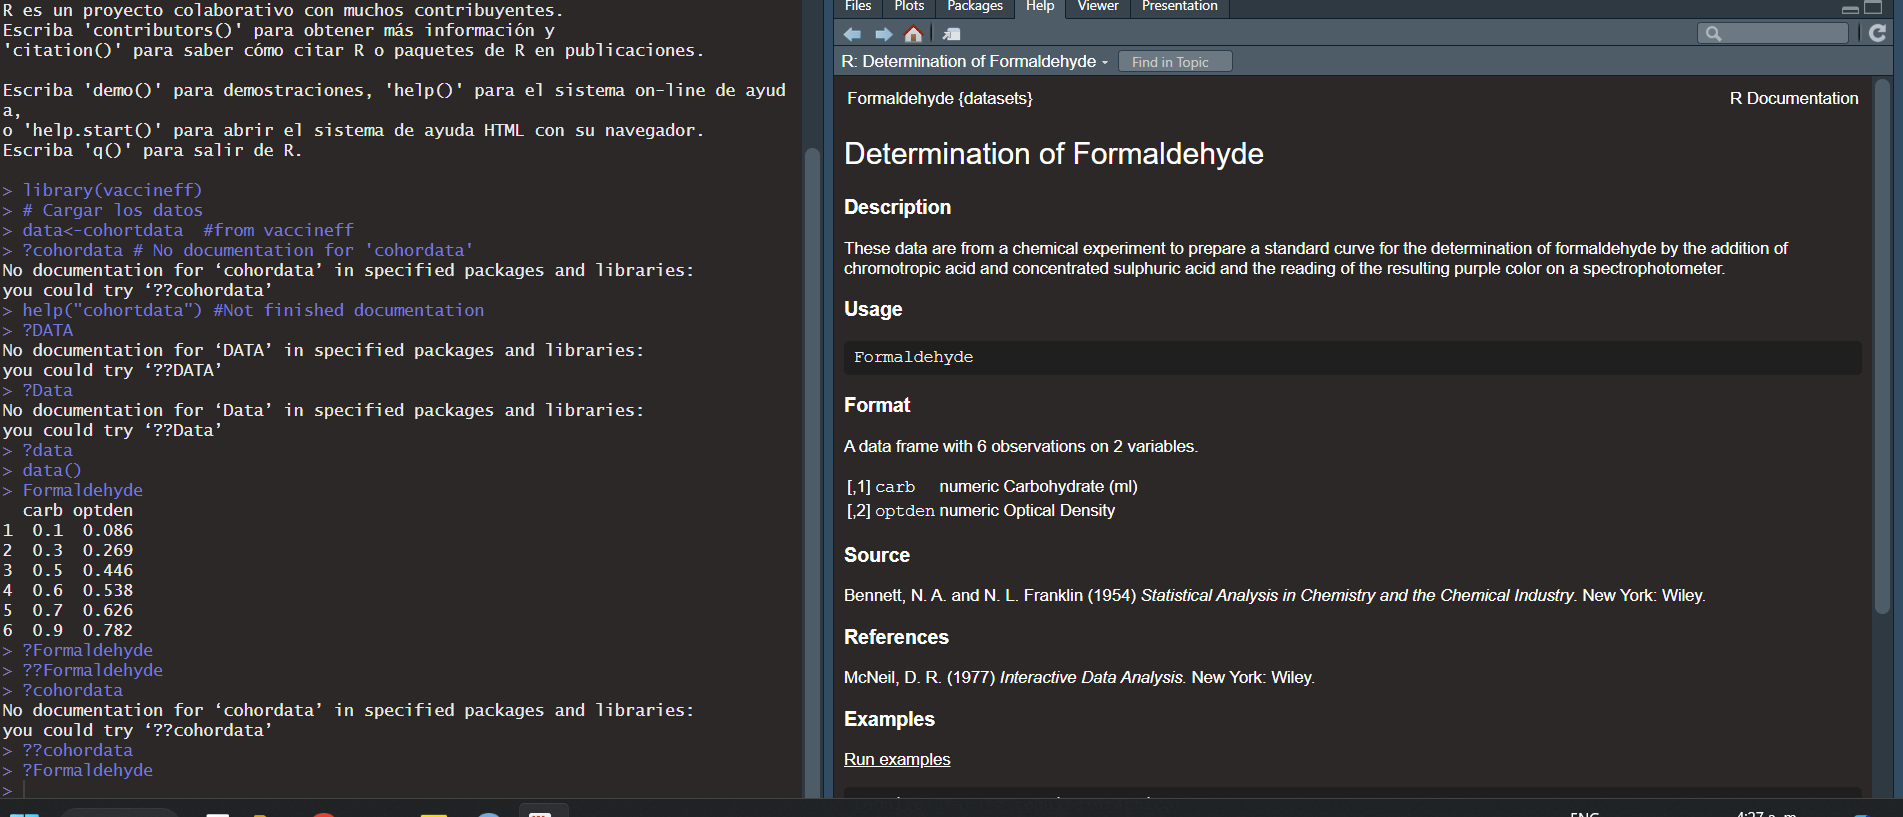 R es un proyecto colaborativo con muchos contribuyentes.
Escriba 'contributors()' para obtener más información y
'citation()' para saber cómo citar R o paquetes de R en publicaciones.
Escriba 'demo()' para demostraciones, 'help()' para el sistema on-line de ayud
a,
o 'help.start()' para abrir el sistema de ayuda HTML con su navegador.
Escriba 'q()' para salir de R.
> library(vaccineff)
> # Cargar los datos
> data<-cohortdata  #from vaccineff
> ?cohordata # No documentation for 'cohordata'
No documentation for ‘cohordata’ in specified packages and libraries:
you could try ‘??cohordata’
> help("cohortdata") #Not finished documentation
> ?DATA
No documentation for ‘DATA’ in specified packages and libraries:
you could try ‘??DATA’
> ?Data
No documentation for ‘Data’ in specified packages and libraries:
you could try ‘??Data’
> ?data
> data()
> Formaldehyde
  carb optden
1  0.1  0.086
2  0.3  0.269
3  0.5  0.446
4  0.6  0.538
5  0.7  0.626
6  0.9  0.782
> ?Formaldehyde
> ??Formaldehyde
> ?cohordata
No documentation for ‘cohordata’ in specified packages and libraries:
you could try ‘??cohordata’
> ??cohordata
> ?Formaldehyde
>
Files Plots Packages Help Viewer Presentation
R: Determination of Formaldehyde Find in Topic
Formaldehyde {datasets} R Documentation
Determination of Formaldehyde
Description
These data are from a chemical experiment to prepare a standard curve for the determination of formaldehyde by the addition of
chromotropic acid and concentrated sulphuric acid and the reading of the resulting purple color on a spectrophotometer.
Usage
Formaldehyde
Format
A data frame with 6 observations on 2 variables.
[,1] carb numeric Carbohydrate (ml)
[,2] optden numeric Optical Density
Source
Bennett, N. A. and N. L. Franklin (1954) Statistical Analysis in Chemistry and the Chemical Industry. New York: Wiley.
References
McNeil, D. R. (1977) Interactive Data Analysis. New York: Wiley.
Examples
Run examples